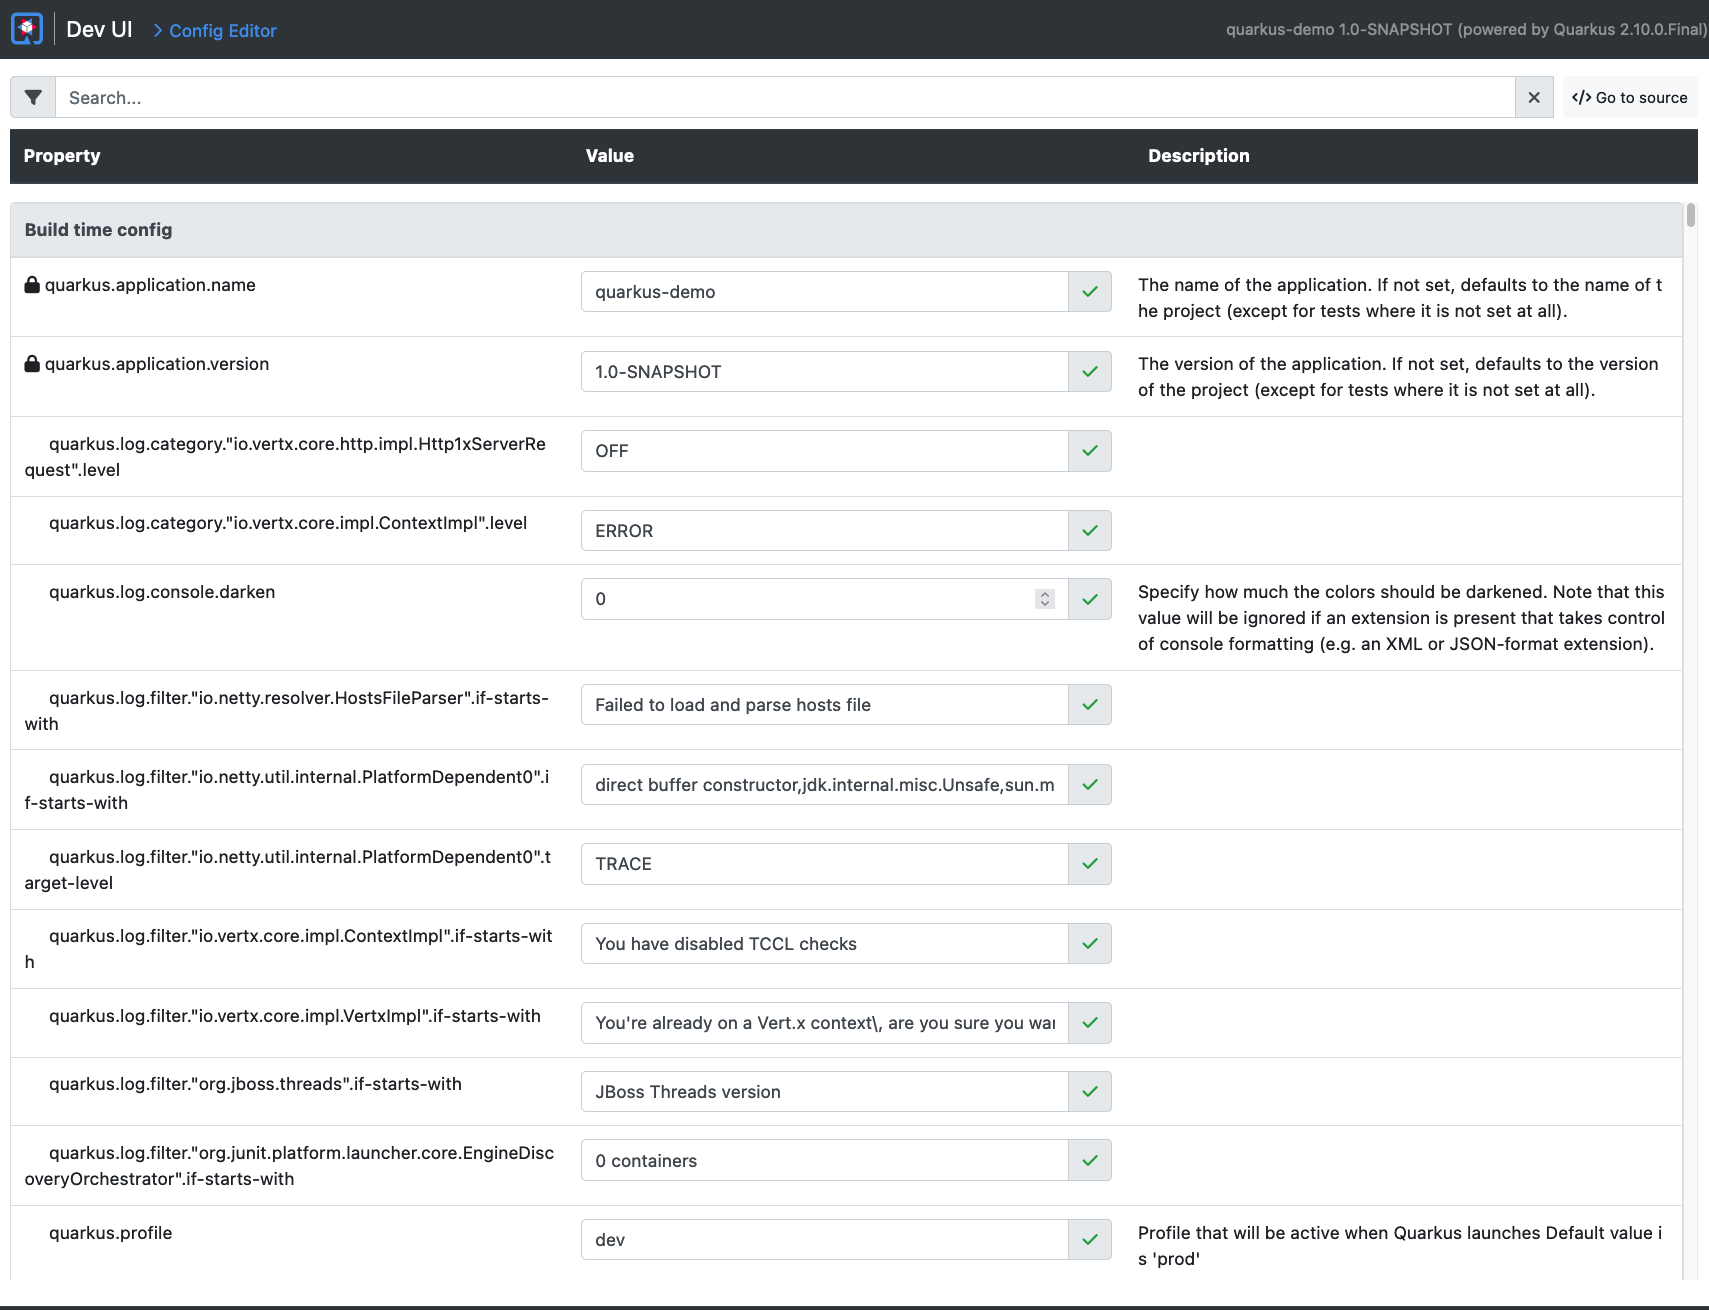 Dev UI
Config Editor
quarkus-demo 1.0-SNAPSHOT (powered by Quarkus 2.10.0.Final)
Search...
</> Go to source
Property
Value
Description
Build time config
quarkus.application.name
quarkus-demo
The name of the application. If not set, defaults to the name of t
he project (except for tests where it is not set at all).
quarkus.application.version
1.0-SNAPSHOT
The version of the application. If not set, defaults to the version
of the project (except for tests where it is not set at all).
quarkus.log.category."io.vertx.core.http.impl.Http1xServerRe
quest".level
OFF
quarkus.log.category."io.vertx.core.impl.ContextImpl".level
ERROR
quarkus.log.console.darken
0
Specify how much the colors should be darkened. Note that this
value will be ignored if an extension is present that takes control
of console formatting (e.g. an XML or JSON-format extension).
quarkus.log.filter."io.netty.resolver.HostsFileParser".if-starts-
with
Failed to load and parse hosts file
quarkus.log.filter."io.netty.util.internal.PlatformDependent0".i
f-starts-with
direct buffer constructor,jdk.internal.misc.Unsafe,sun.m
quarkus.log.filter."io.netty.util.internal.PlatformDependent0".t
arget-level
TRACE
quarkus.log.filter."io.vertx.core.impl.ContextImpl".if-starts-wit
h
You have disabled TCCL checks
quarkus.log.filter."io.vertx.core.impl.VertxImpl".if-starts-with
You're already on a Vert.x context\, are you sure you
quarkus.log.filter."org.jboss.threads".if-starts-with
JBoss Threads version
quarkus.log.filter."org.junit.platform.launcher.core.EngineDisc
overyOrchestrator".if-starts-with
0 containers
quarkus.profile
dev
Profile that will be active when Quarkus launches Default value i
s 'prod'